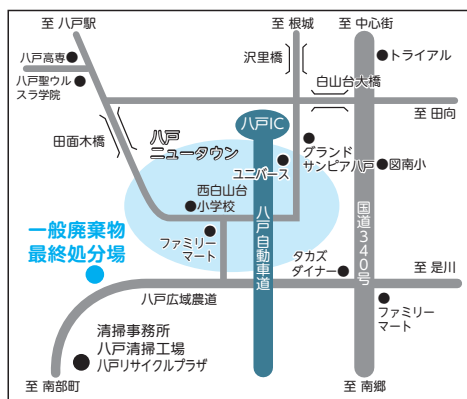 至 八戸駅
至 根城
至 中心街
八戸高専
沢里橋
トライアル
八戸聖ウル
スラ学院
白山台大橋
至 田向
田面木橋
八戸
ニュータウン
八戸IC
グランド
サンピア八戸
図南小
ユニバース
西白山台
小学校
国道340号
八戸自動車道
一般廃棄物
最終処分場
ファミリー
マート
タカズ
ダイナー
至 是川
八戸広域農道
ファミリー
マート
清掃事務所
八戸清掃工場
八戸リサイクルプラザ
至 南部町
至 南郷